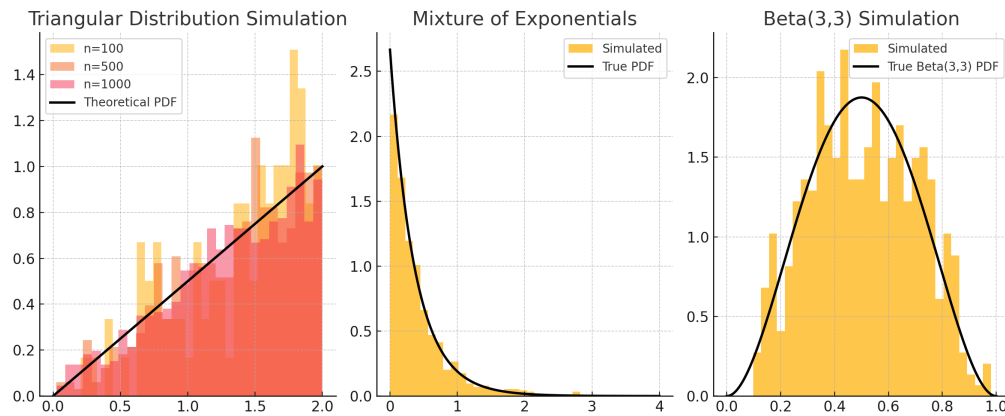 Triangular Distribution Simulation
n=100
n=500
n=1000
Theoretical PDF
1.4
1.2
1.0
0.8
0.6
0.4
0.2
0.0
0.0 0.5 1.0 1.5 2.0
Mixture of Exponentials
Simulated
True PDF
2.5
2.0
1.5
1.0
0.5
0.0
0 1 2 3 4
Beta(3,3) Simulation
Simulated
True Beta(3,3) PDF
2.0
1.5
1.0
0.5
0.0
0.0 0.2 0.4 0.6 0.8 1.0